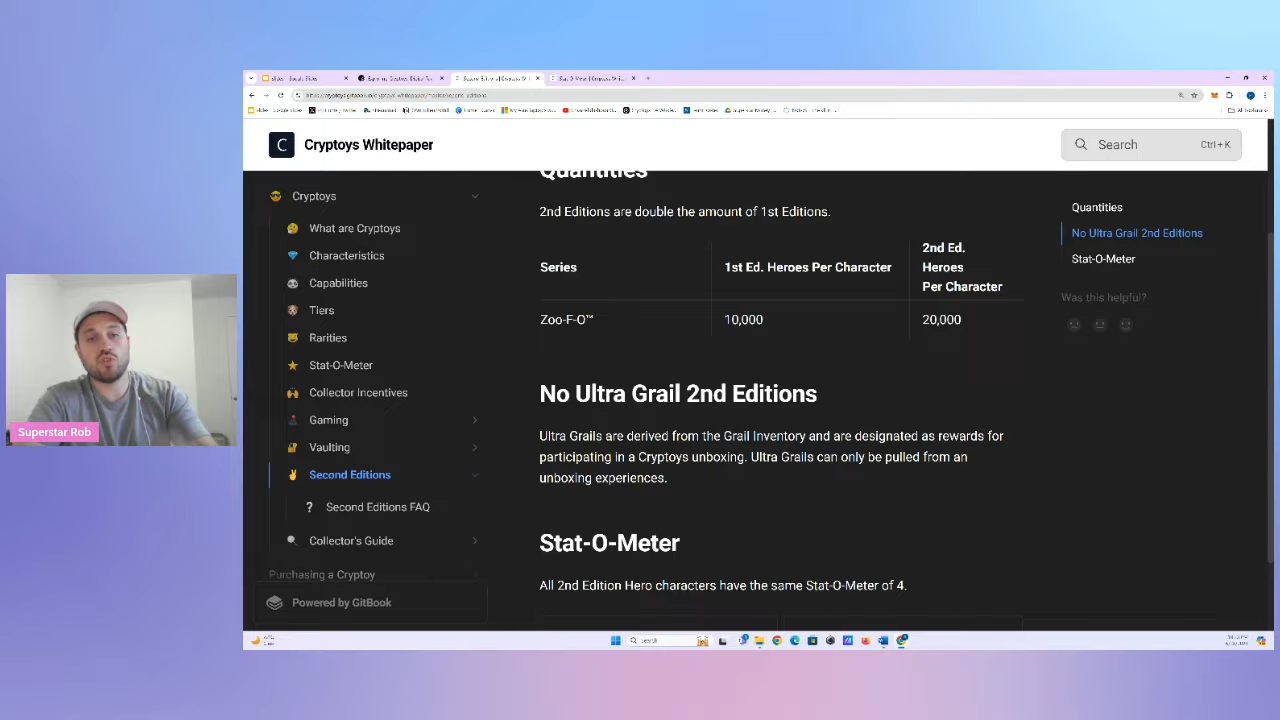 Cryptoys Whitepaper
Search
Ctrl + K
Cryptoys
What are Cryptoys
Characteristics
Capabilities
Tiers
Rarities
Stat-O-Meter
Collector Incentives
Gaming
Vaulting
Second Editions
Second Editions FAQ
Collector's Guide
Purchasing a Cryptoy
Powered by GitBook
Quantities
2nd Editions are double the amount of 1st Editions.
Series
1st Ed. Heroes Per Character
2nd Ed.
Heroes
Per Character
Zoo-F-O™
10,000
20,000
No Ultra Grail 2nd Editions
Ultra Grails are derived from the Grail Inventory and are designated as rewards for
participating in a Cryptoys unboxing. Ultra Grails can only be pulled from an
unboxing experiences.
Stat-O-Meter
All 2nd Edition Hero characters have the same Stat-O-Meter of 4.
Quantities
No Ultra Grail 2nd Editions
Stat-O-Meter
Was this helpful?
Superstar Rob
Search